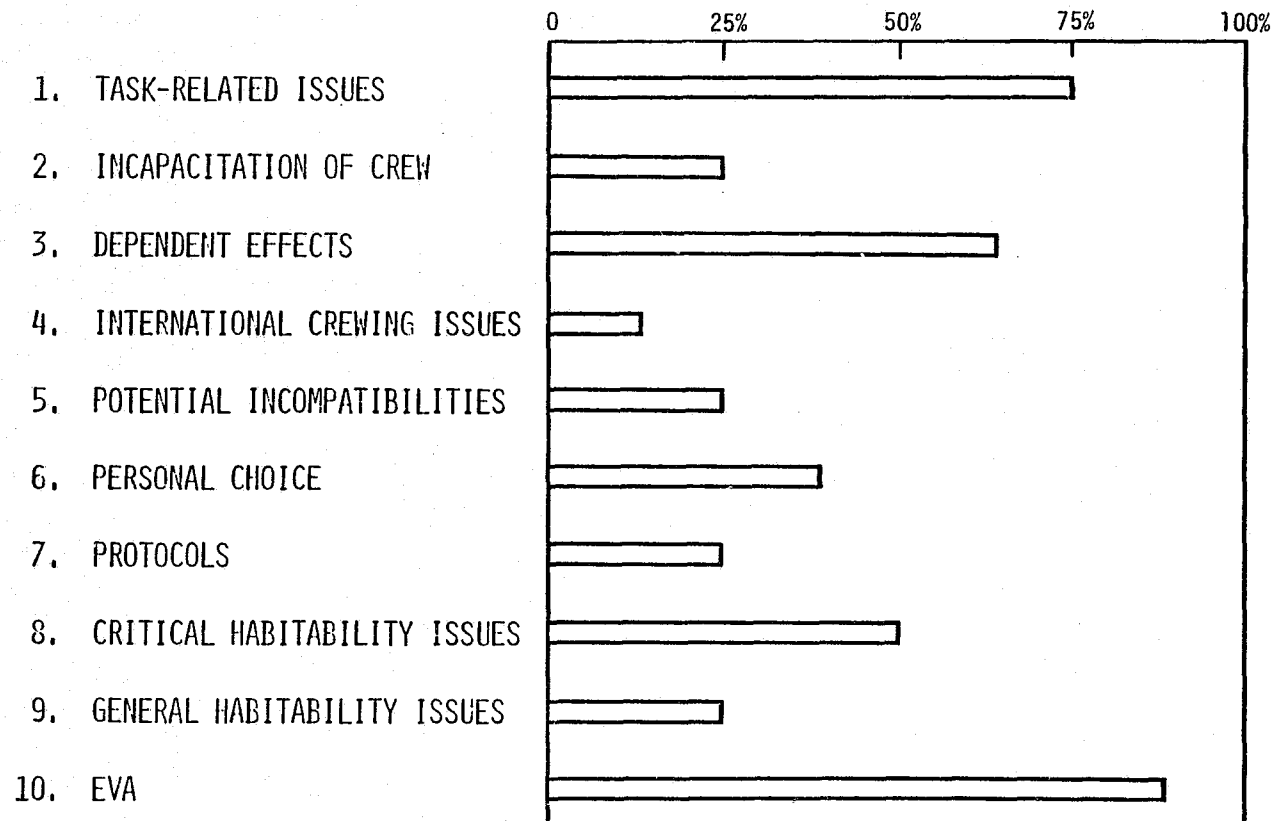 0 25% 50% 75% 100%
1. TASK-RELATED ISSUES
2. INCAPACITATION OF CREW
3. DEPENDENT EFFECTS
4. INTERNATIONAL CREWING ISSUES
5. POTENTIAL INCOMPATIBILITIES
6. PERSONAL CHOICE
7. PROTOCOLS
8. CRITICAL HABITABILITY ISSUES
9. GENERAL HABITABILITY ISSUES
10. EVA